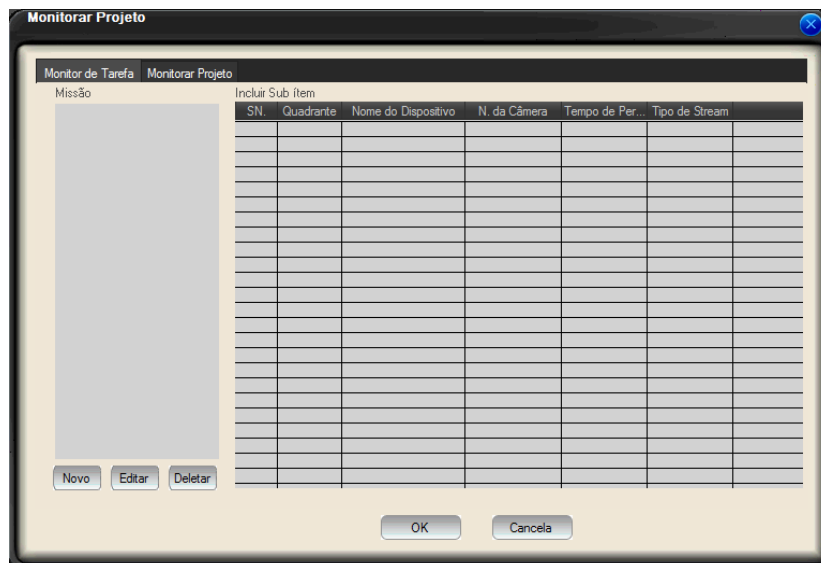 Monitorar Projeto
Monitor de Tarefa Monitorar Projeto
Missão Incluir Sub ítem
SN. Quadrante Nome do Dispositivo N. da Câmera Tempo de Per... Tipo de Stream
Novo Editar Deletar
OK Cancela